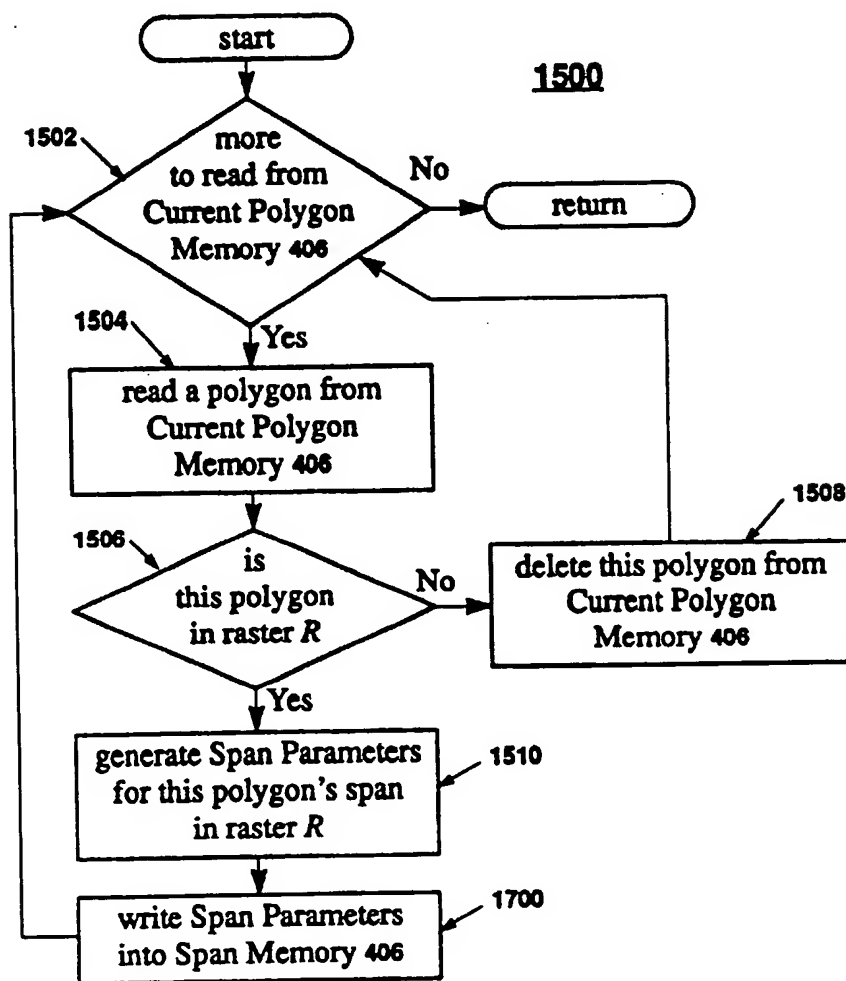 start
1500
1502
more
to read from
Current Polygon
Memory 406
No
return
1504
Yes
read a polygon from
Current Polygon
Memory 406
1506
is
this polygon
in raster R
No
1508
delete this polygon from
Current Polygon
Memory 406
Yes
generate Span Parameters
for this polygon's span
in raster R
1510
write Span Parameters
into Span Memory 406
1700